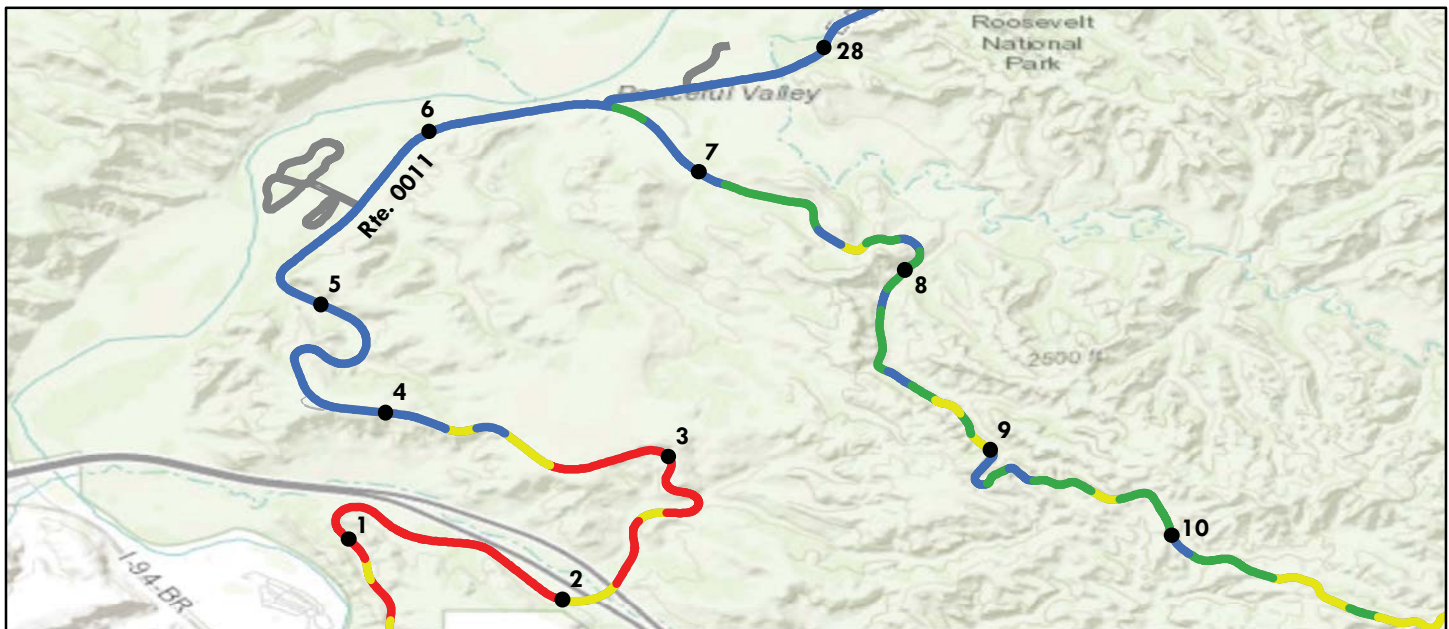 Roosevelt
National
Park
28
Peaceful Valley
6
Rte. 0011
7
5
8
2500 ft
4
3
9
1
10
2
I-94-BR